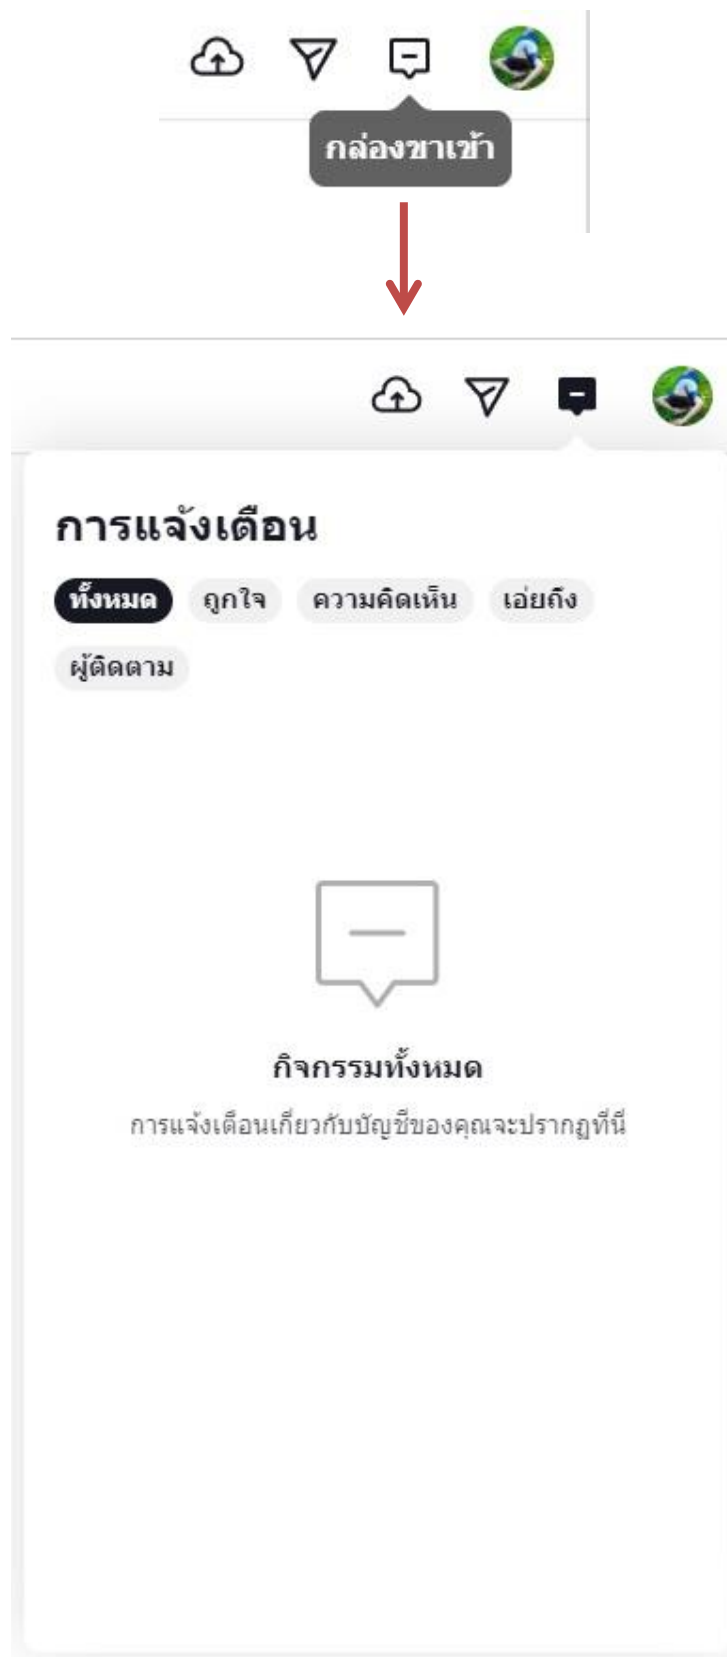 กล่องขาเข้า
การแจ้งเตือน
ทั้งหมด ถูกใจ ความคิดเห็น เอ่ยถึง
ผู้ติดตาม
กิจกรรมทั้งหมด
การแจ้งเตือนเกี่ยวกับบัญชีของคุณจะปรากฏที่นี่